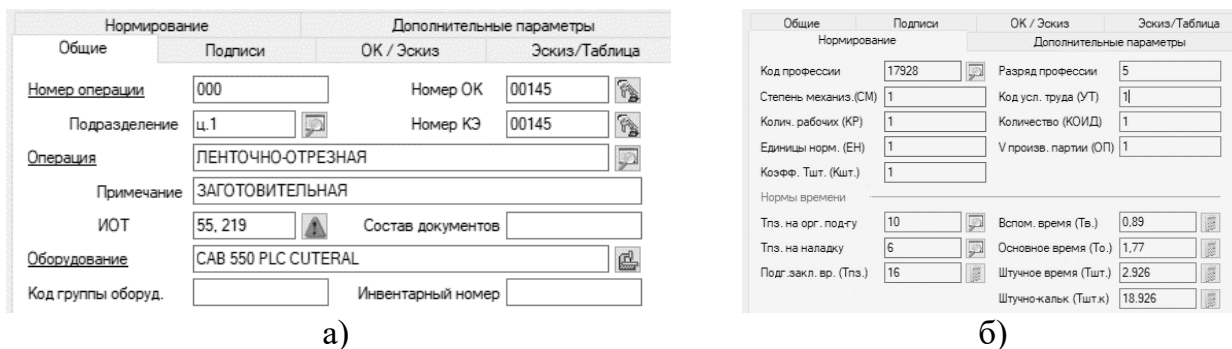 Нормирование Дополнительные параметры
Общие Подписи ОК / Эскиз Эскиз/Таблица
Номер операции 000 Номер ОК 00145
Подразделение ц.1 Номер КЭ 00145
Операция ЛЕНТОЧНО-ОТРЕЗНАЯ
Примечание ЗАГОТОВИТЕЛЬНАЯ
ИОТ 55, 219 Состав документов
Оборудование CAB 550 PLC CUTERAL
Код группы оборуд. Инвентарный номер
а)
Общие Подписи ОК / Эскиз Эскиз/Таблица
Нормирование Дополнительные параметры
Код профессии 17928 Разряд профессии 5
Степень механиз.(СМ) 1 Код усл. труда (УТ) 1
Колич. рабочих (КР) 1 Количество (КОИД) 1
Единицы норм. (ЕН) 1 V произв. партии (ОП) 1
Коэфф. Тшт. (Кшт.) 1
Нормы времени
Тпз. на орг. под-гу 10 Вспом. время (Тв.) 0,89
Тпз. на наладку 6 Основное время (То.) 1,77
Подг.закл. вр. (Тпз.) 16 Штучное время (Тшт.) 2.926
Штучно-кальк (Тшт.к) 18.926
б)